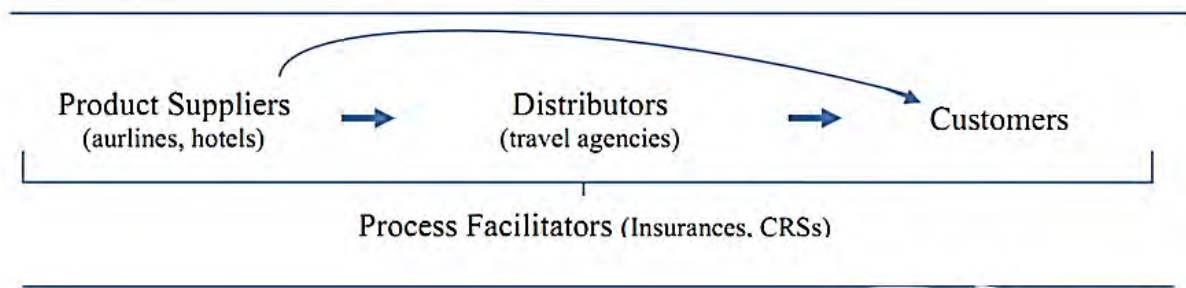 Product Suppliers
(aurlines, hotels)
Distributors
(travel agencies)
Customers
Process Facilitators (Insurances, CRSs)